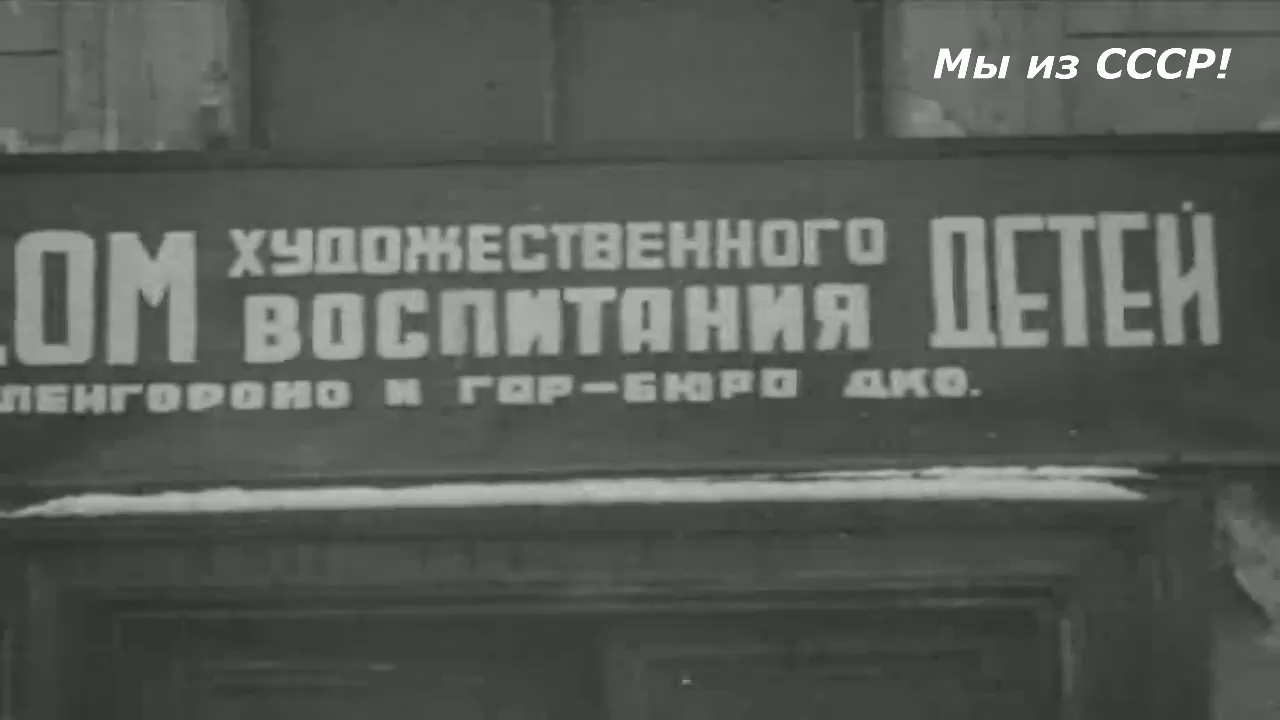 Мы из СССР!
ДОМ ХУДОЖЕСТВЕННОГО ВОСПИТАНИЯ ДЕТЕЙ
ЛЕНГОРОНО И ГОР-БЮРО ДКО.